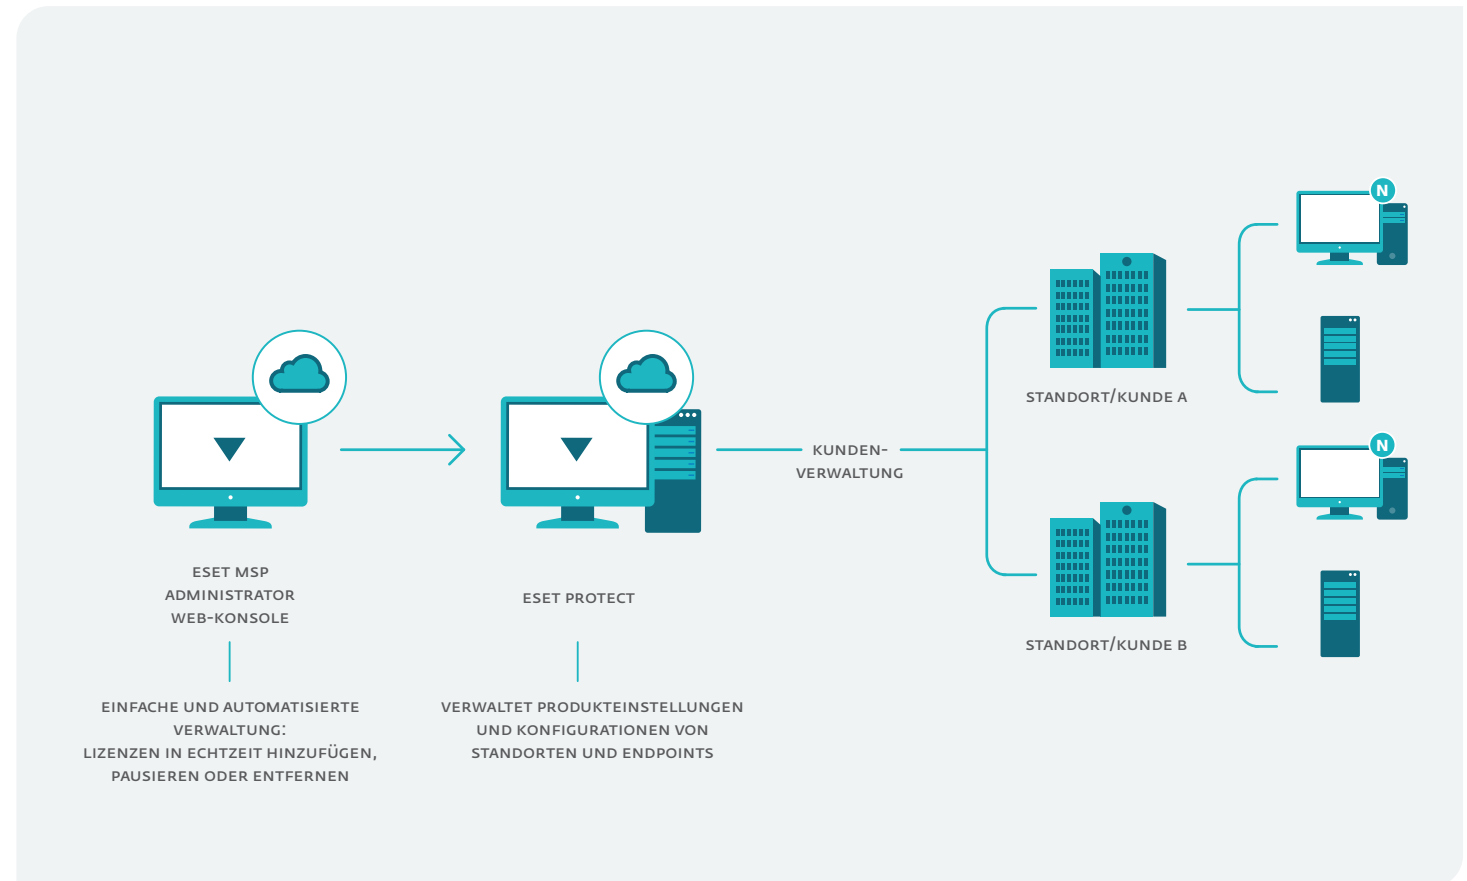 N
STANDORT/KUNDE A
KUNDEN-
VERWALTUNG
N
ESET MSP
ADMINISTRATOR
WEB-KONSOLE
ESET PROTECT
STANDORT/KUNDE B
EINFACHE UND AUTOMATISIERTE
VERWALTUNG:
LIZENZEN IN ECHTZEIT HINZUFÜGEN,
PAUSIEREN ODER ENTFERNEN
VERWALTET PRODUKTEINSTELLUNGEN
UND KONFIGURATIONEN VON
STANDORTEN UND ENDPOINTS